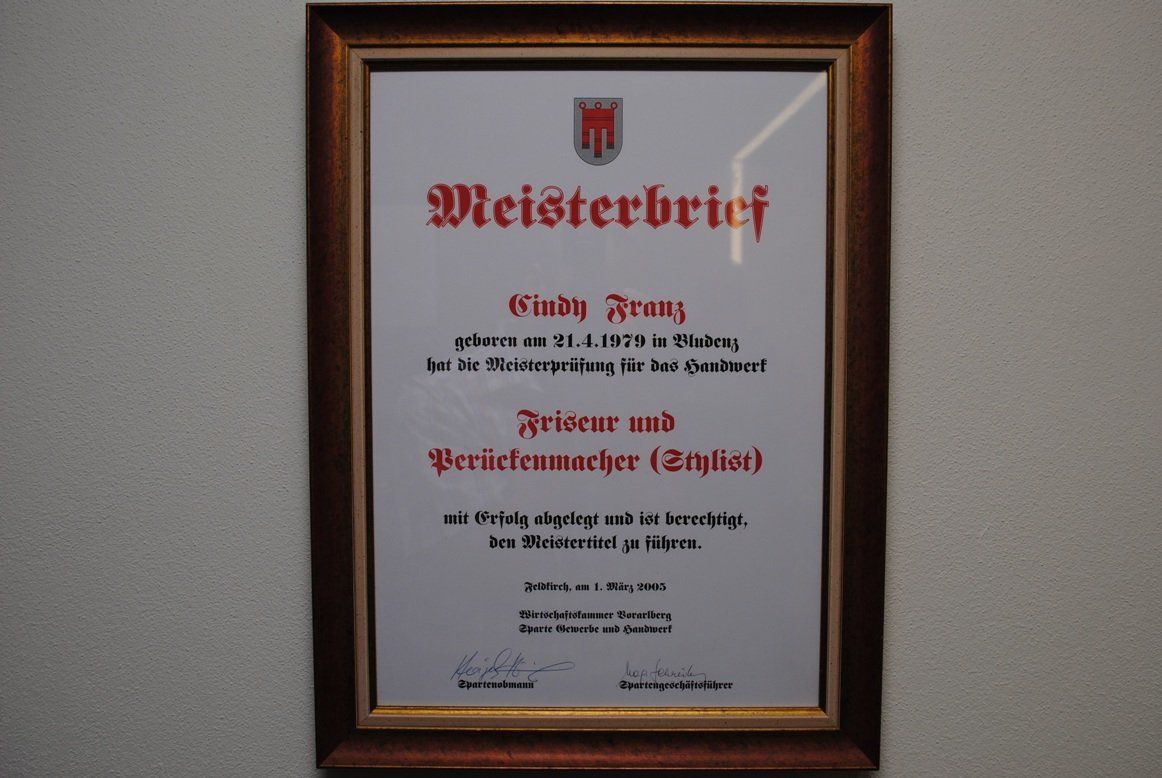 Meisterbrief
Cindy Franz
geboren am 21.4.1979 in Bludenz
hat die Meisterprüfung für das Handwerk
Friseur und
Perückenmacher (Stylist)
mit Erfolg abgelegt und ist berechtigt,
den Meistertitel zu führen.
Feldkirch, am 1. März 2005
Wirtschaftskammer Vorarlberg
Sparte Gewerbe und Handwerk
Spartenobmann
Spartengeschäftsführer